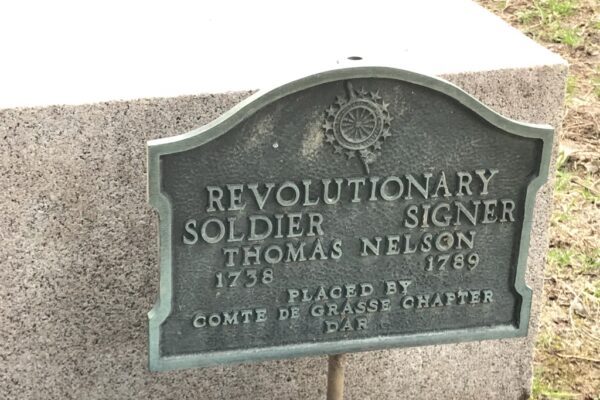 REVOLUTIONARY
SOLDIER SIGNER
THOMAS NELSON
1738 1789
PLACED BY
COMTE DE GRASSE CHAPTER
DAR